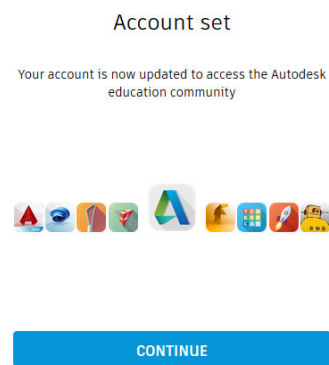 Account set
Your account is now updated to access the Autodesk
education community
CONTINUE